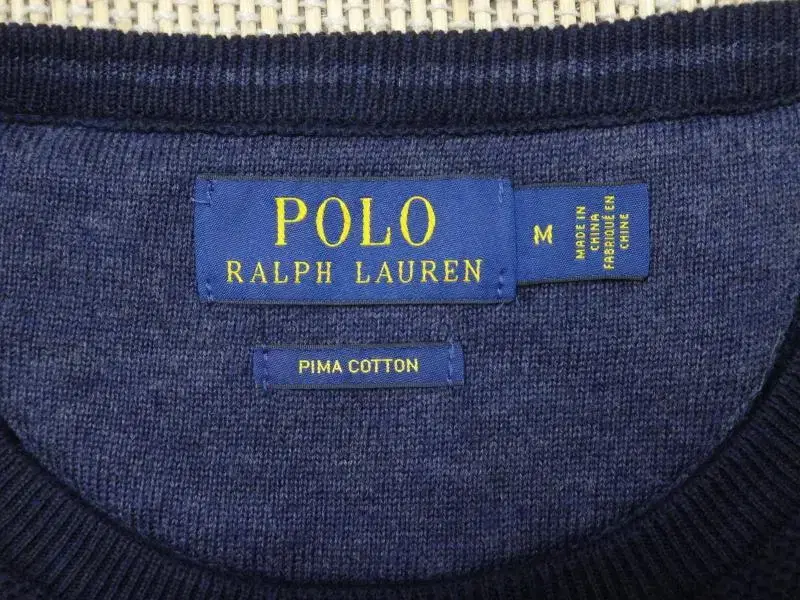 POLO
RALPH LAUREN
M
MADE IN
CHINA
FABRIQUÉ EN
CHINE
PIMA COTTON